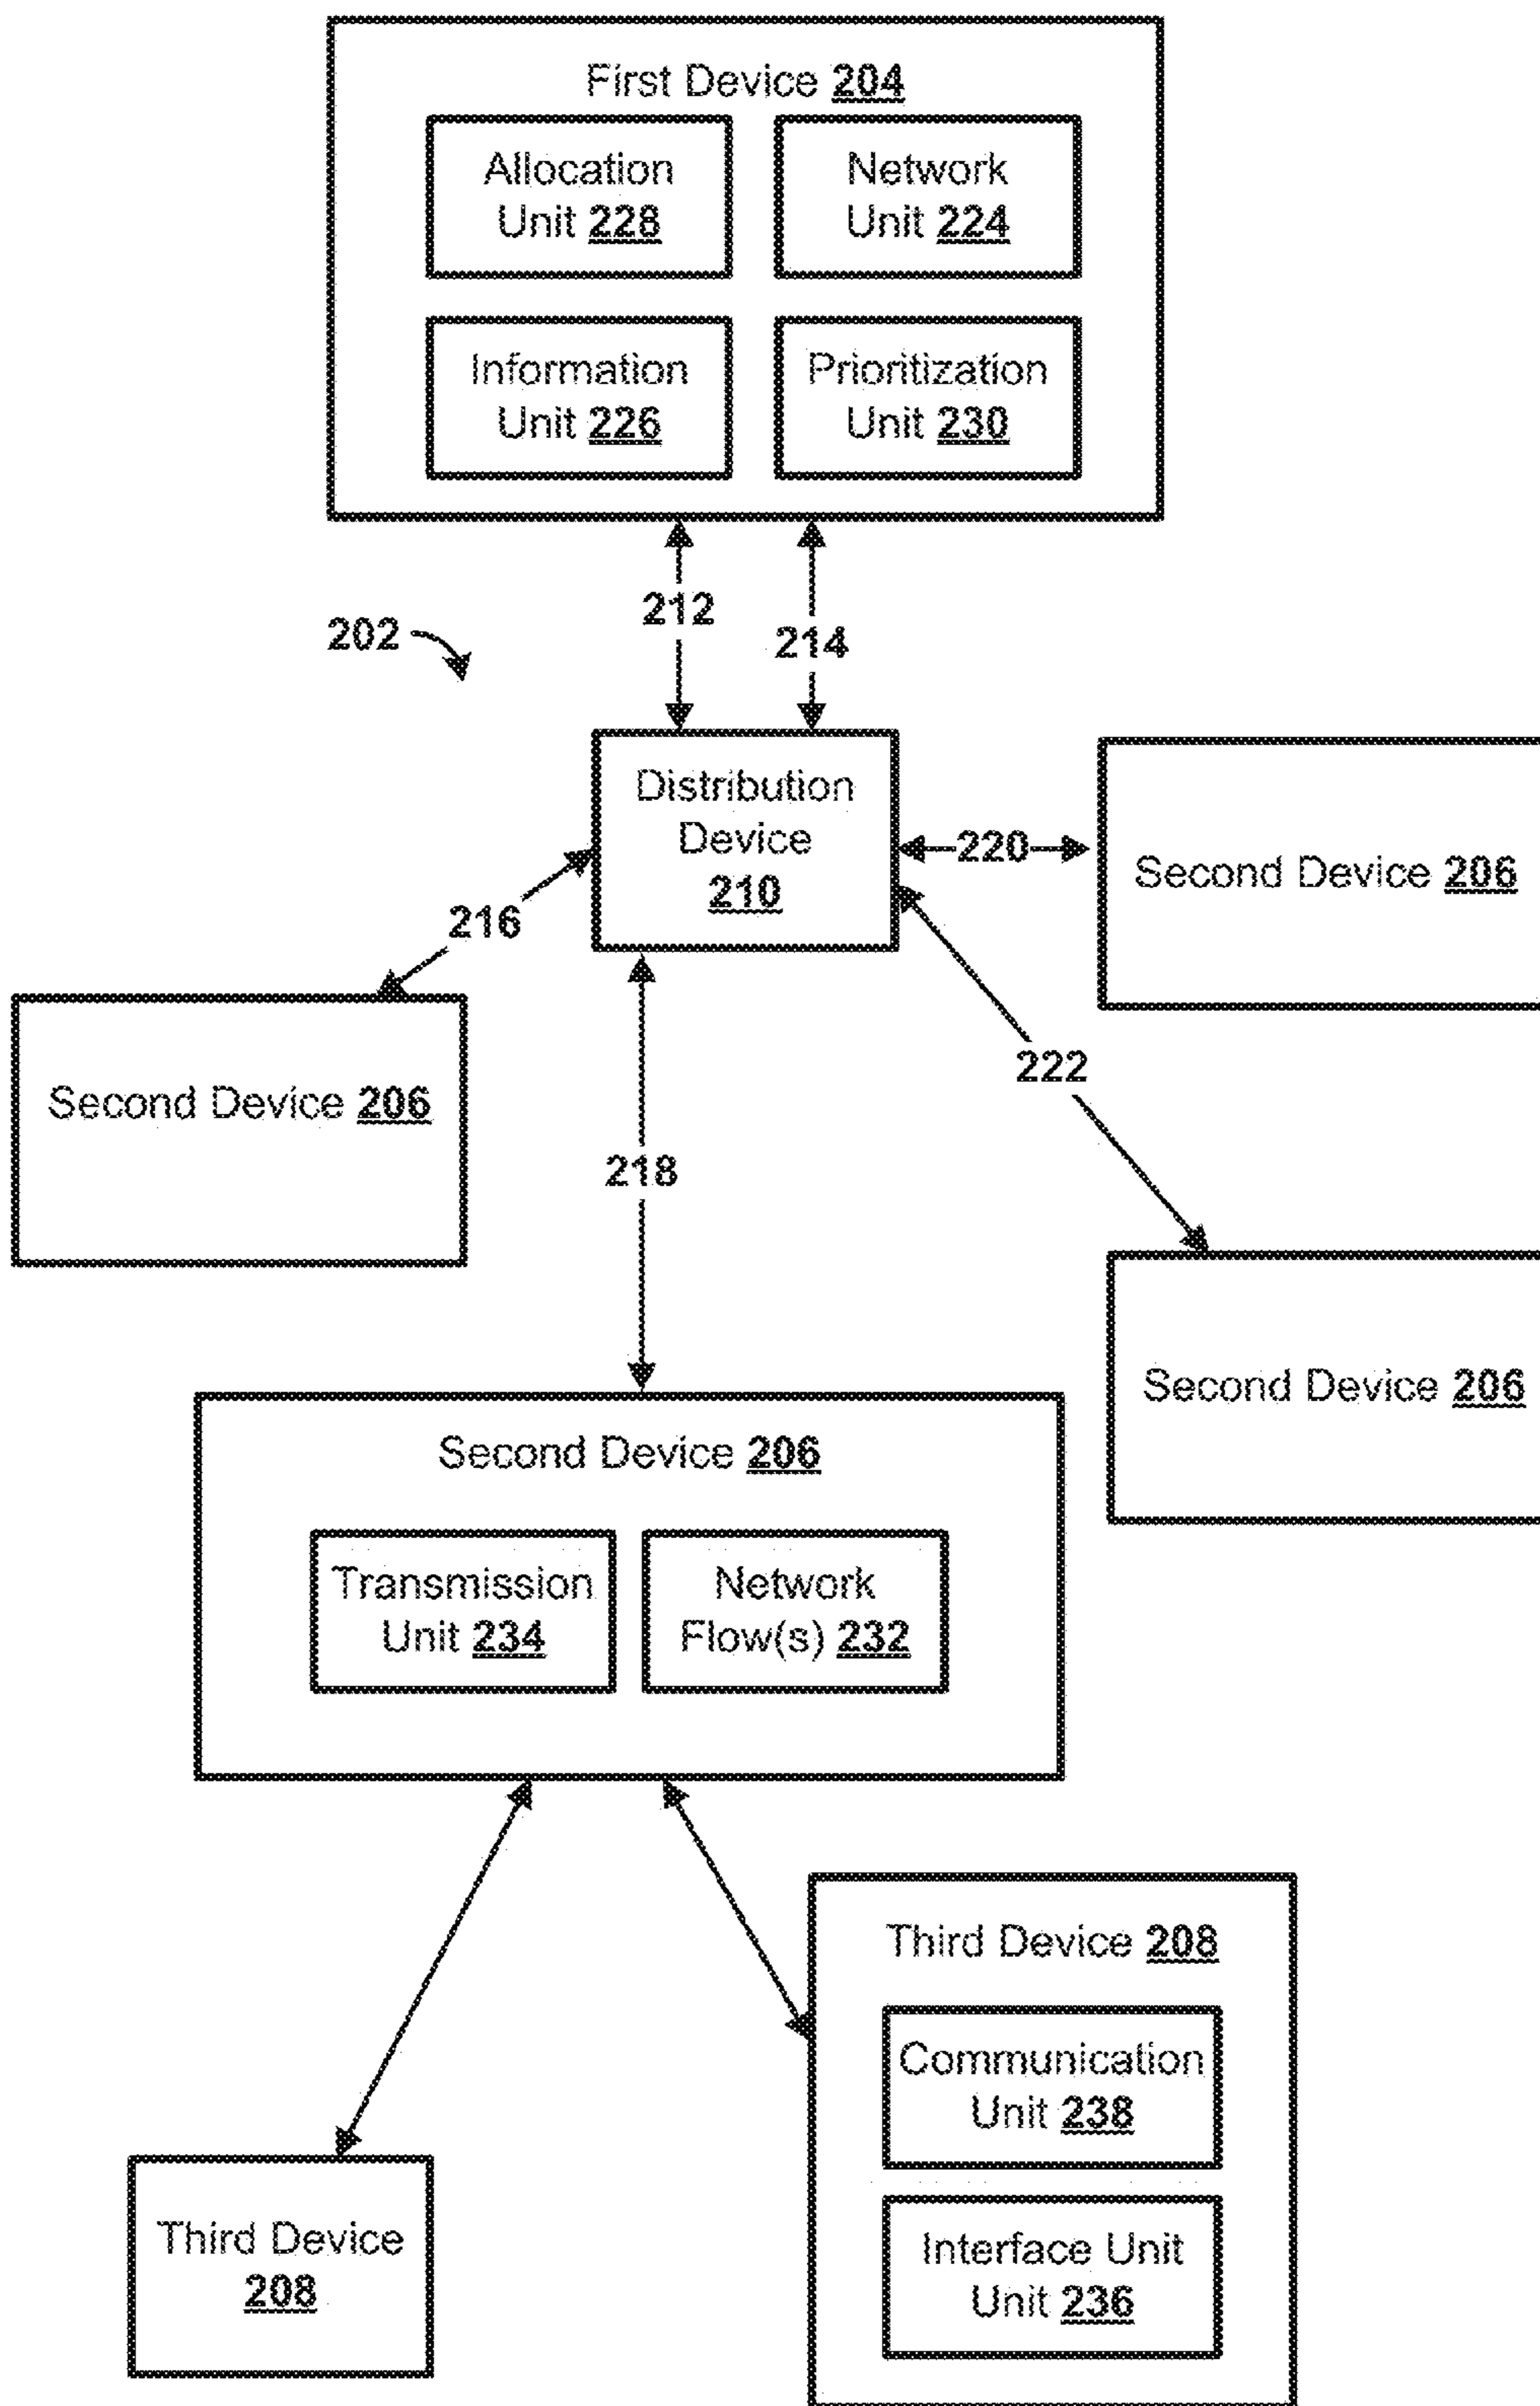 First Device 204
Allocation
Unit 228
Network
Unit 224
Information
Unit 226
Prioritization
Unit 230
212
214
202
Distribution
Device
210
220
Second Device 206
216
Second Device 206
222
218
Second Device 206
Second Device 206
Transmission
Unit 234
Network
Flow(s) 232
Third Device 208
Communication
Unit 238
Interface Unit
Unit 236
Third Device
208